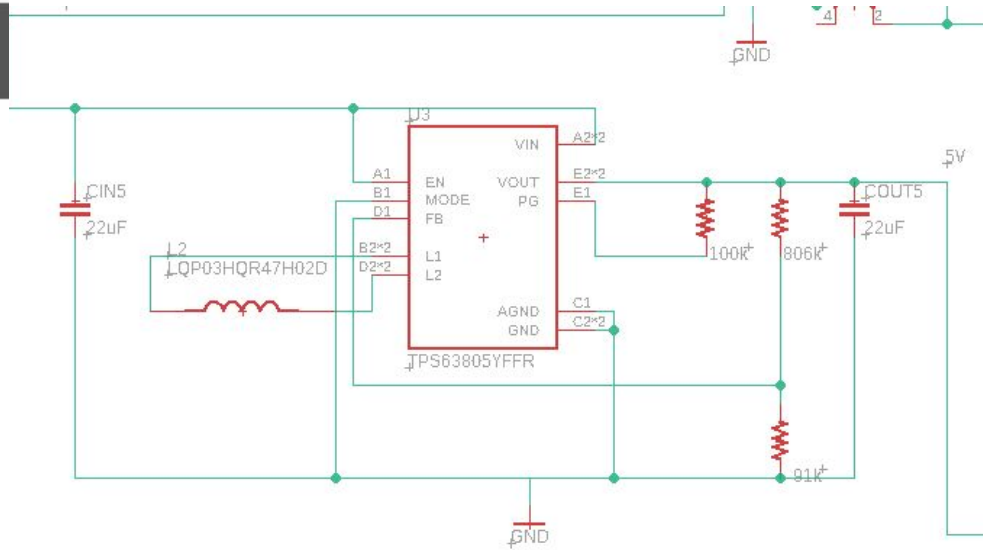 4 2
GND
U3
VIN A2*2
5V
CIN5
A1 EN VOUT E2*2
COUT5
B1 MODE PG E1
22uF
D1 FB
22uF
L2
B2*2 L1
100k 806k
LQP03HQR47H02D
D2*2 L2
AGND C1
GND C2*2
TPS63805YFFR
91k
GND